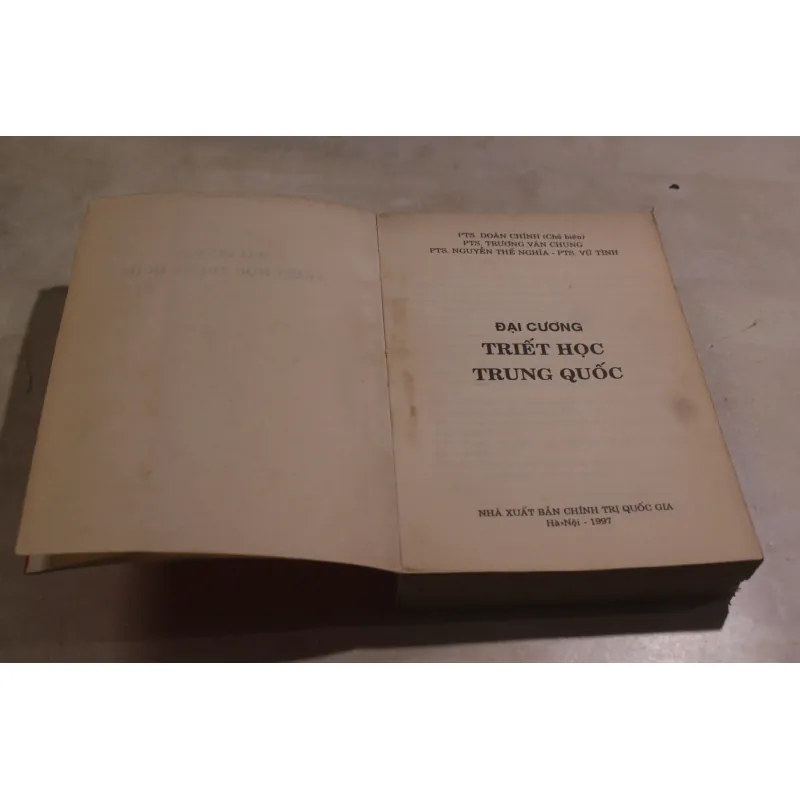 PTS. DOÃN CHÍNH (Chủ biên)
PTS. TRƯƠNG VĂN CHUNG
PTS. NGUYỄN THẾ NGHĨA - PTS. VŨ TÌNH
ĐẠI CƯƠNG
TRIẾT HỌC
TRUNG QUỐC
NHÀ XUẤT BẢN CHÍNH TRỊ QUỐC GIA
Hà-Nội - 1997